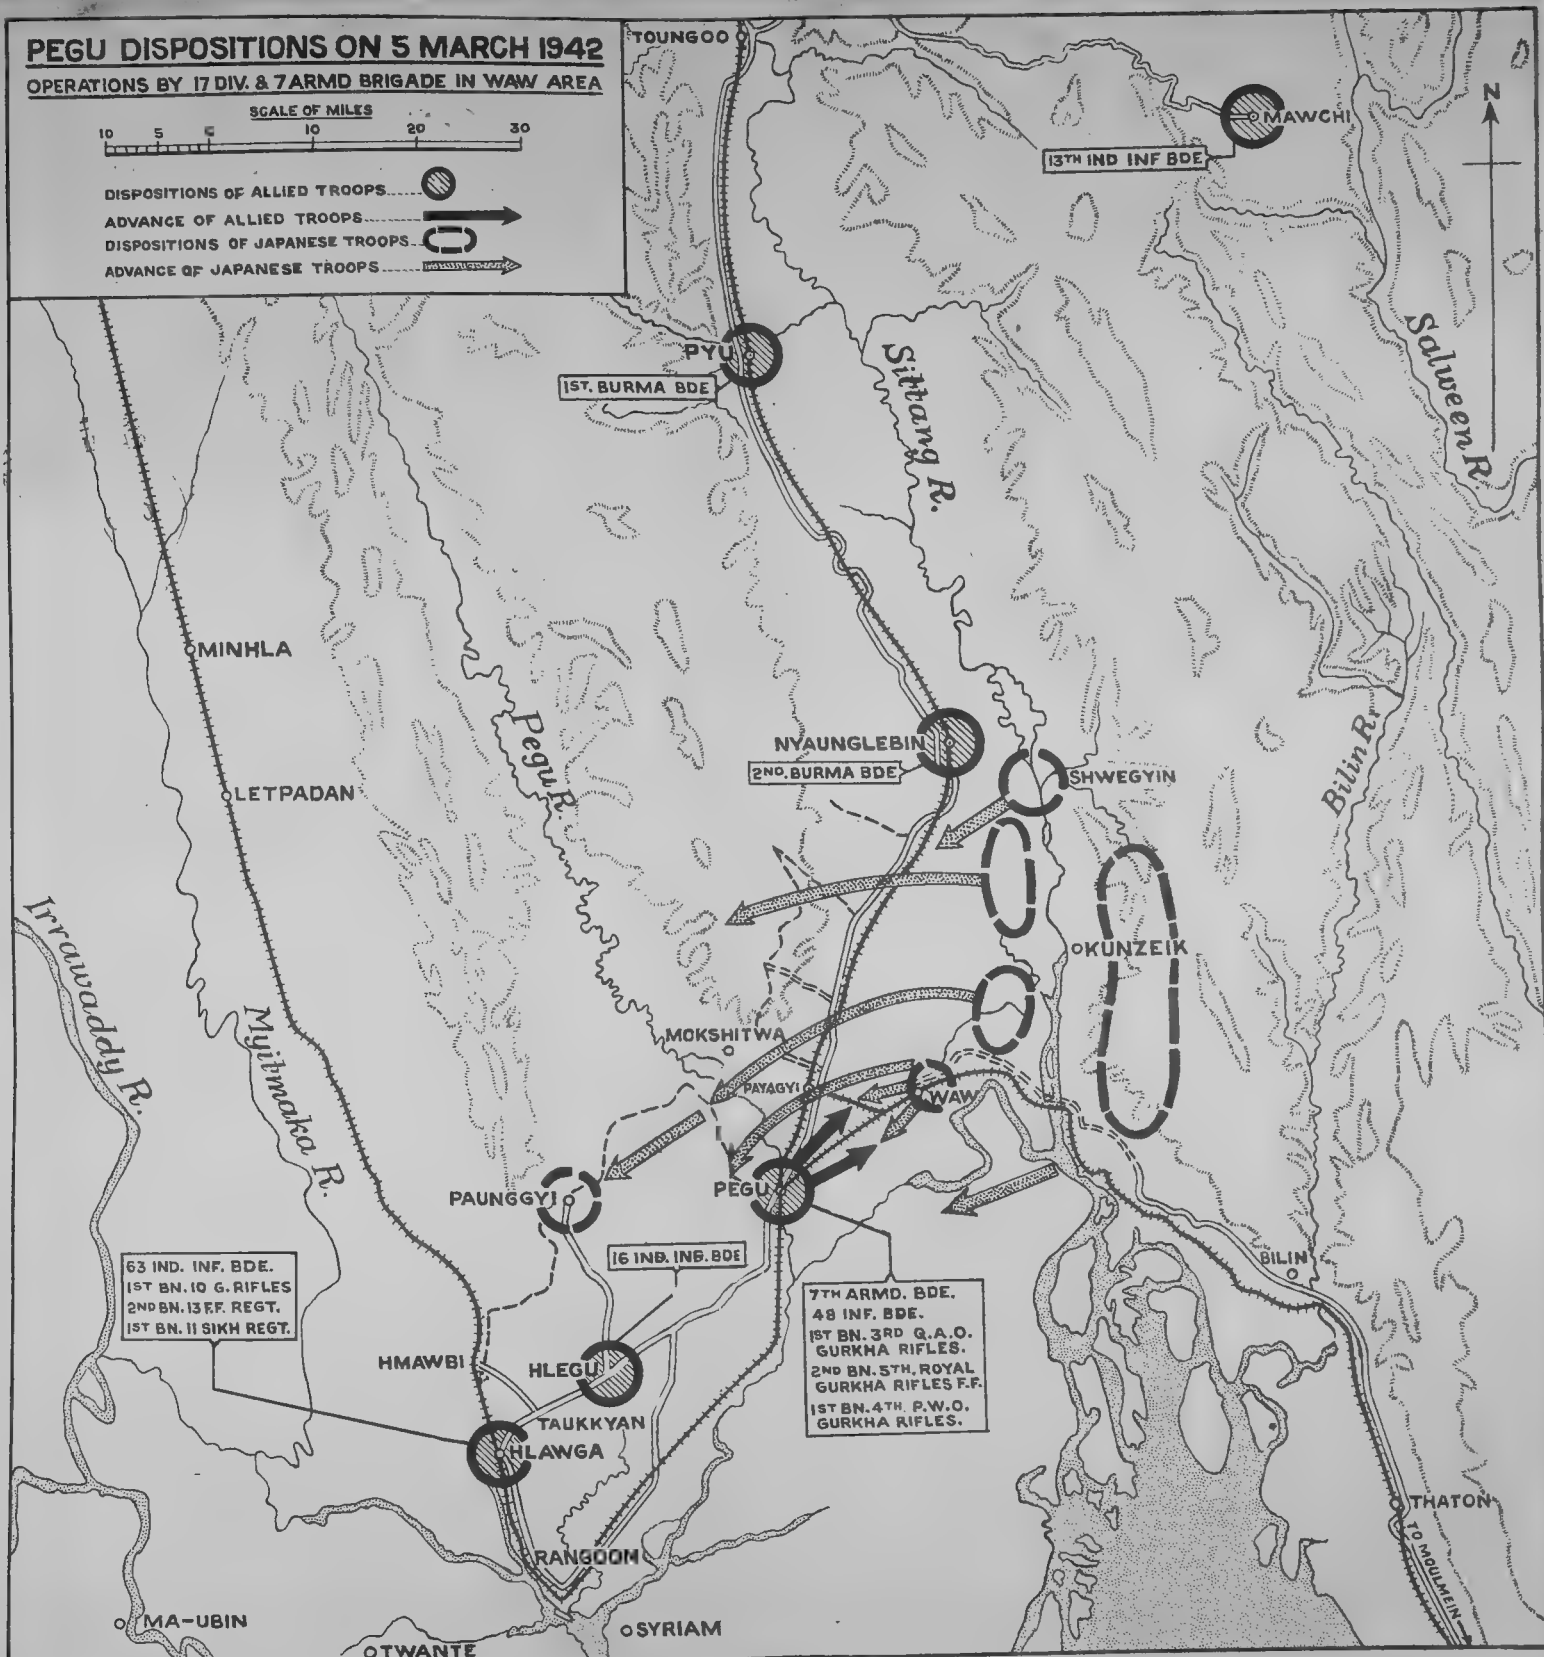 PEGU DISPOSITIONS ON 5 MARCH 1942
OPERATIONS BY 17 DIV. & 7 ARMD BRIGADE IN WAW AREA
SCALE OF MILES
10 5 0 10 20 30
DISPOSITIONS OF ALLIED TROOPS
ADVANCE OF ALLIED TROOPS
DISPOSITIONS OF JAPANESE TROOPS
ADVANCE OF JAPANESE TROOPS
TOUNGOO
N
MAWCHI
13TH IND INF BDE
Salween R.
PYU
1ST. BURMA BDE
Sittang R.
MINHLA
Pegu R.
NYAUNGLEBIN
2ND. BURMA BDE
SHWEGYIN
Bilin R.
LETPADAN
Irrawaddy R.
KUNZEIK
Myitmaka R.
MOKSHITWA
PAYAGYI
WAW
PAUNGGYI
PEGU
16 IND. ING. BDE
BILIN
63 IND. INF. BDE.
1ST BN. 10 G. RIFLES
2ND BN. 13 F.F. REGT.
1ST BN. 11 SIKH REGT.
7TH ARMD. BDE.
48 INF. BDE.
1ST BN. 3RD Q.A.O.
GURKHA RIFLES.
2ND BN. 5TH, ROYAL
GURKHA RIFLES F.F.
1ST BN. 4TH. P.W.O.
GURKHA RIFLES.
HMAWBI
HLEGU
TAUKKYAN
HLAWGA
THATON
TO MOULMEIN
RANGOOM
MA-UBIN
SYRIAM
TWANTE